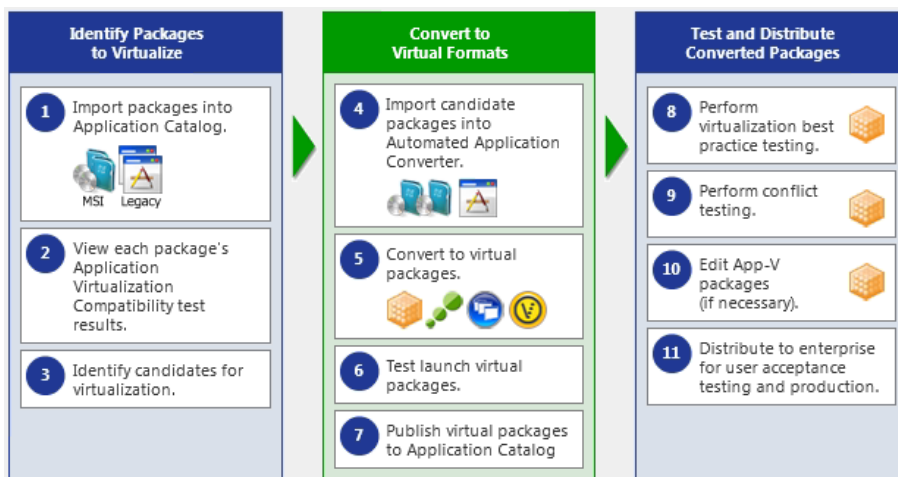 Identify Packages
to Virtualize
1
Import packages into
Application Catalog.
MSI
Legacy
2
View each package's
Application
Virtualization
Compatibility test
results.
3
Identify candidates for
virtualization.
Convert to
Virtual Formats
4
Import candidate
packages into
Automated Application
Converter.
5
Convert to virtual
packages.
6
Test launch virtual
packages.
7
Publish virtual packages
to Application Catalog
Test and Distribute
Converted Packages
8
Perform
virtualization best
practice testing.
9
Perform conflict
testing.
10
Edit App-V
packages
(if necessary).
11
Distribute to enterprise
for user acceptance
testing and production.